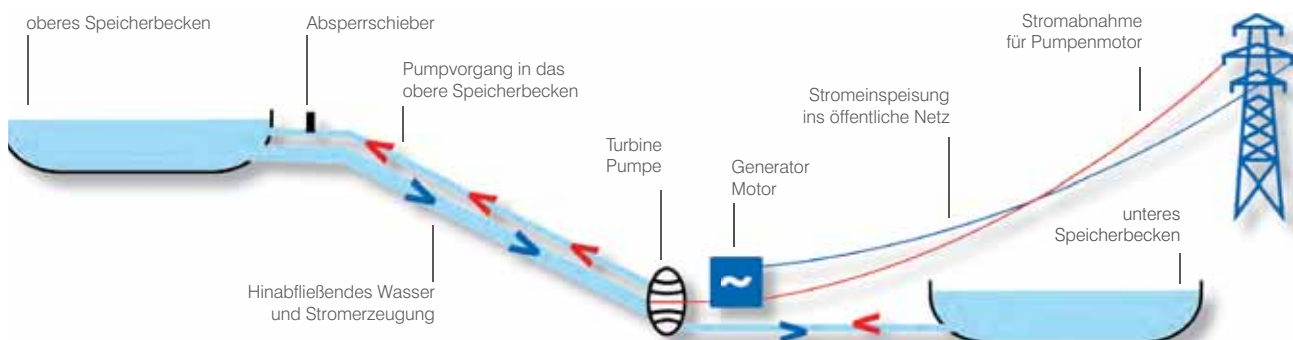 oberes Speicherbecken
Absperrschieber
Pumpvorgang in das
obere Speicherbecken
Stromabnahme
für Pumpenmotor
Stromeinspeisung
ins öffentliche Netz
Turbine
Pumpe
Generator
Motor
unteres
Speicherbecken
Hinabfließendes Wasser
und Stromerzeugung
~